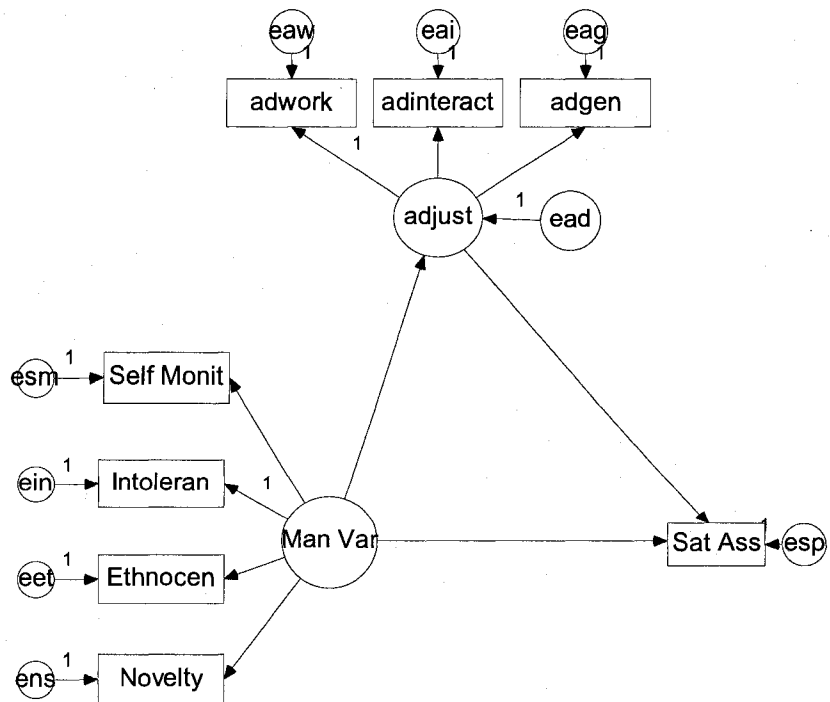 eaw
eai
eag
1
1
1
adwork
adinteract
adgen
1
adjust
1
ead
1
esm
Self Monit
1
ein
Intoleran
1
Man Var
1
Sat Ass
esp
1
eet
Ethnocen
1
ens
Novelty